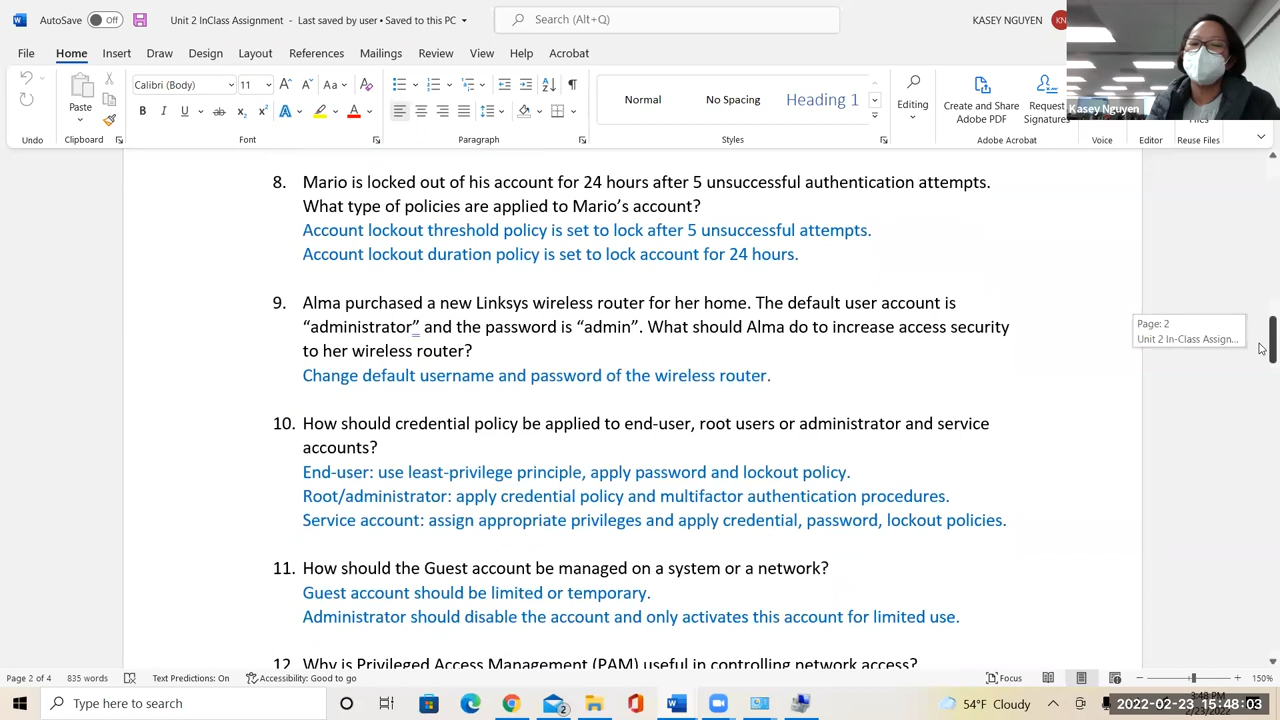 AutoSave Off Unit 2 InClass Assignment - Last saved by user • Saved to this PC Search (Alt+Q) KASEY NGUYEN KN
File Home Insert Draw Design Layout References Mailings Review View Help Acrobat
Calibri (Body) 11 Normal No Spacing Heading 1
Paste Editing Create and Share Adobe PDF Request Signatures
Kasey Nguyen
Undo Clipboard Font Paragraph Styles Adobe Acrobat Voice Editor Reuse Files
8. Mario is locked out of his account for 24 hours after 5 unsuccessful authentication attempts.
What type of policies are applied to Mario’s account?
Account lockout threshold policy is set to lock after 5 unsuccessful attempts.
Account lockout duration policy is set to lock account for 24 hours.
9. Alma purchased a new Linksys wireless router for her home. The default user account is
“administrator” and the password is “admin”. What should Alma do to increase access security
to her wireless router?
Change default username and password of the wireless router.
Page: 2
Unit 2 In-Class Assign...
10. How should credential policy be applied to end-user, root users or administrator and service
accounts?
End-user: use least-privilege principle, apply password and lockout policy.
Root/administrator: apply credential policy and multifactor authentication procedures.
Service account: assign appropriate privileges and apply credential, password, lockout policies.
11. How should the Guest account be managed on a system or a network?
Guest account should be limited or temporary.
Administrator should disable the account and only activates this account for limited use.
12. Why is Privileged Access Management (PAM) useful in controlling network access?
Page 2 of 4 835 words Text Predictions: On Accessibility: Good to go Focus 150%
Type here to search 2 54°F Cloudy 3:48 PM
2022-02-23 15:48:03
2/23/2022